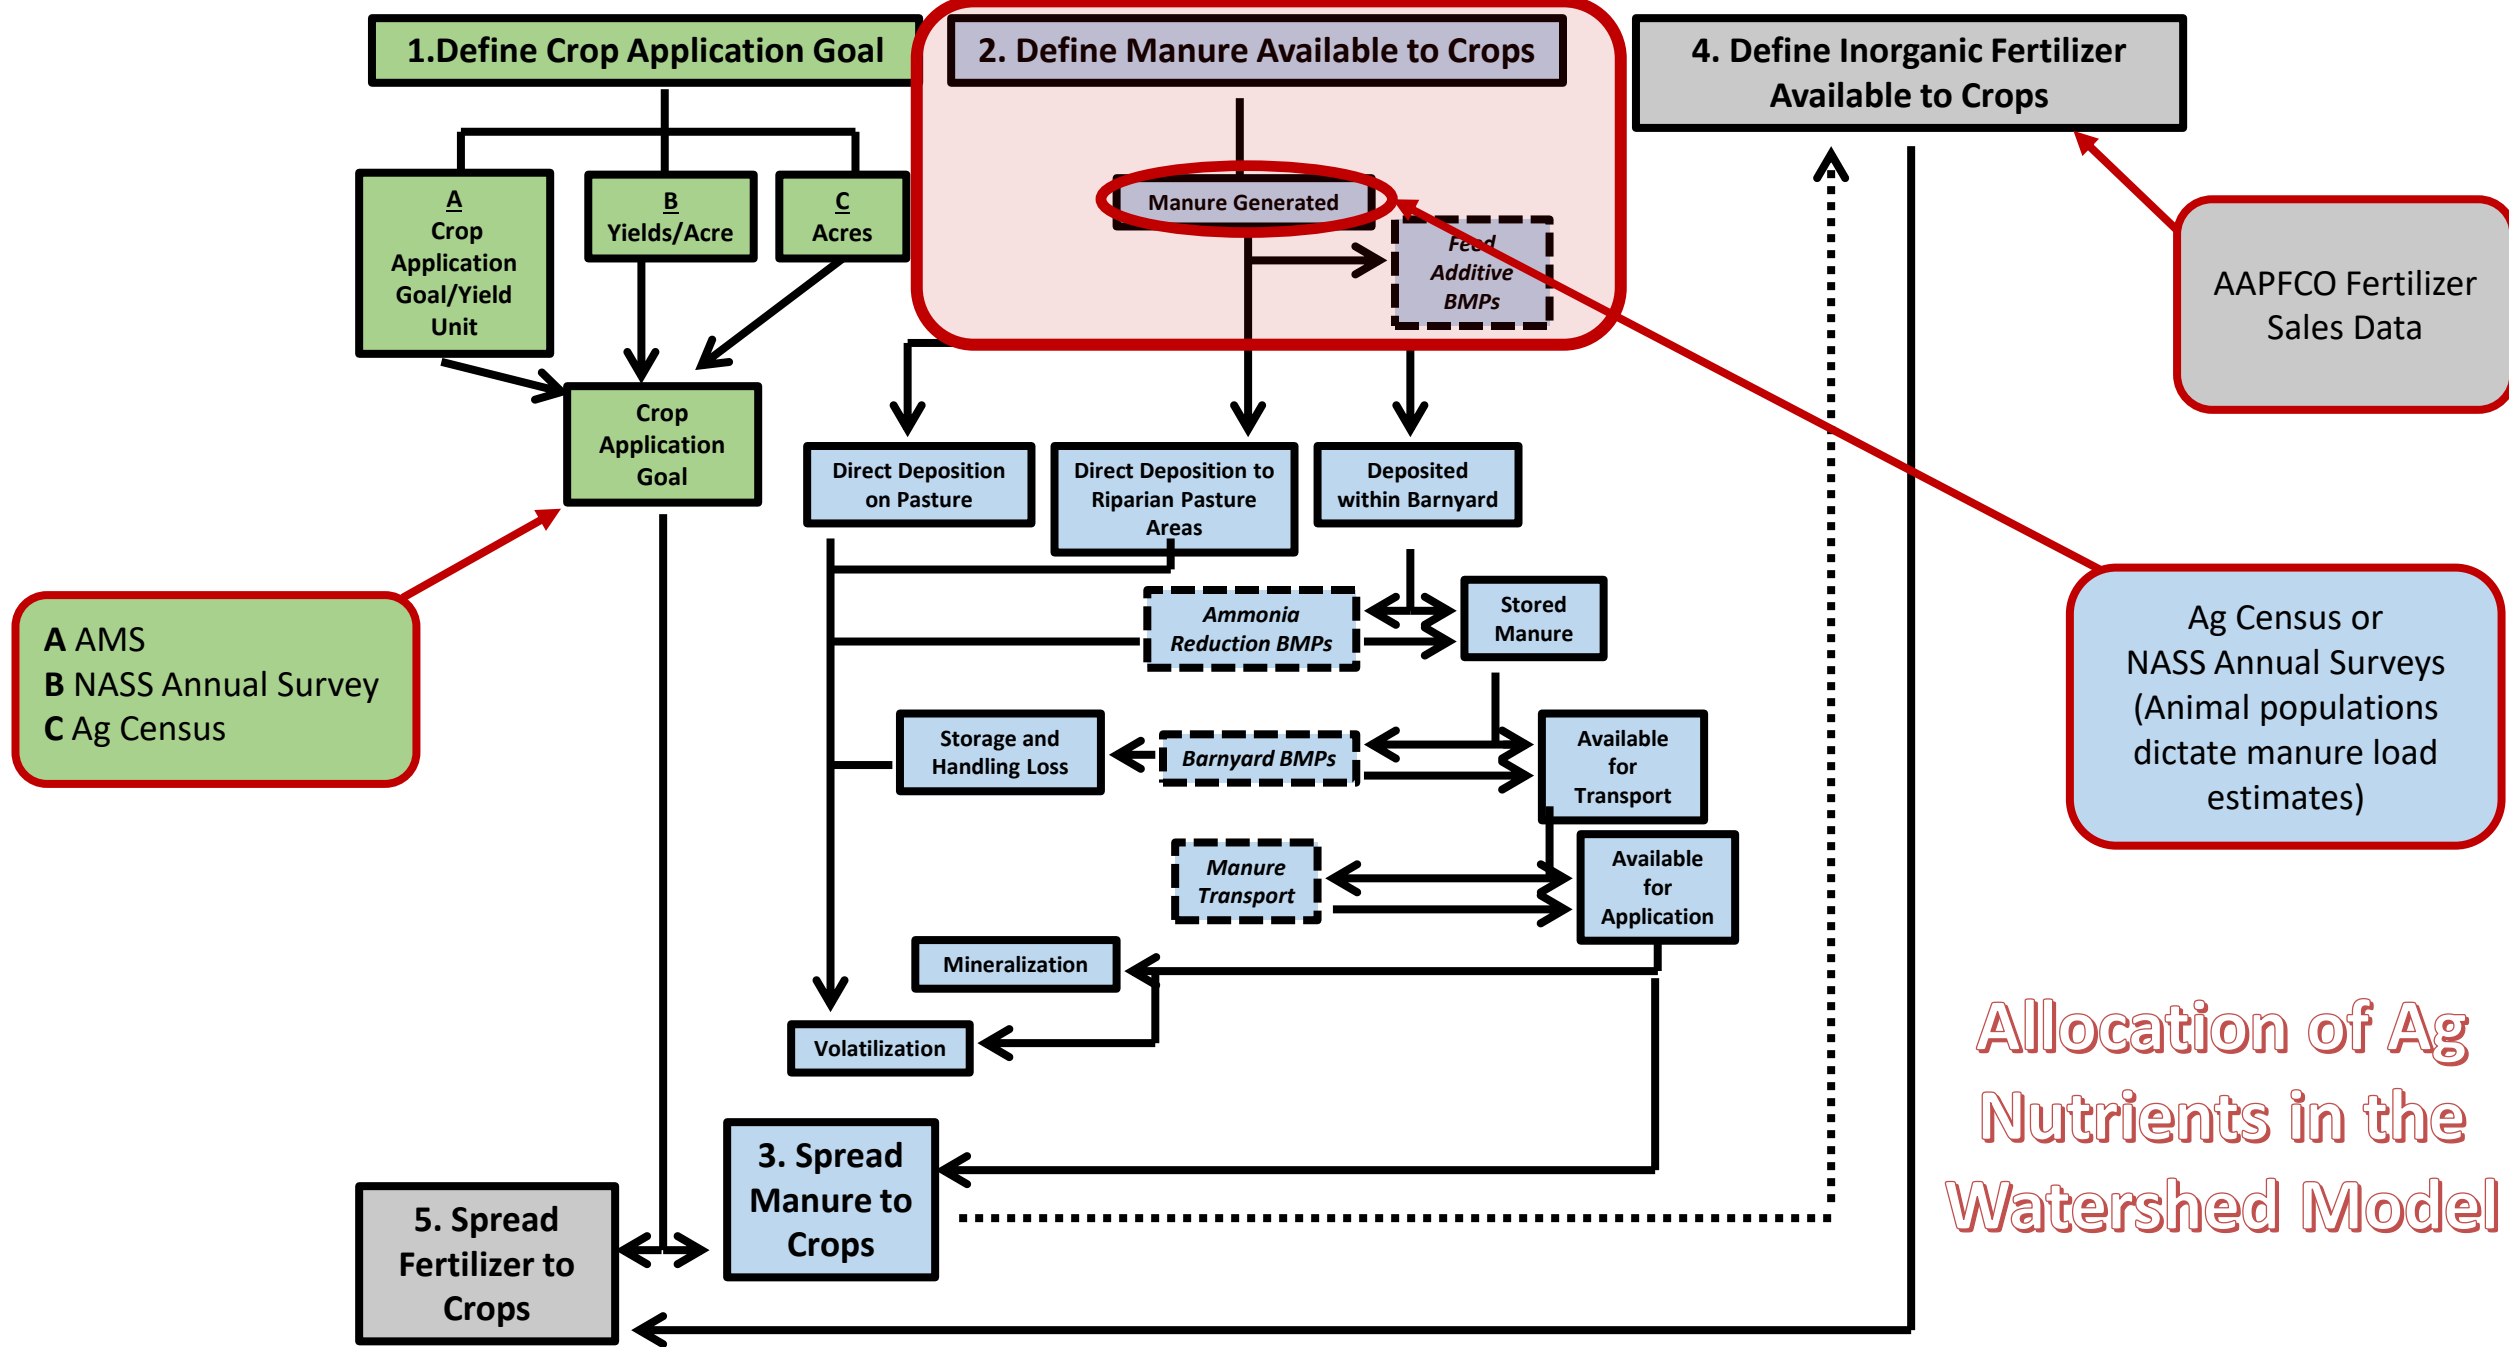 1.Define Crop Application Goal
2. Define Manure Available to Crops
4. Define Inorganic Fertilizer
Available to Crops
A
Crop
Application
Goal/Yield
Unit
B
Yields/Acre
C
Acres
Manure Generated
Feed
Additive
BMPs
AAPFCO Fertilizer
Sales Data
Crop
Application
Goal
Direct Deposition
on Pasture
Direct Deposition to
Riparian Pasture
Areas
Deposited
within Barnyard
A AMS
B NASS Annual Survey
C Ag Census
Ammonia
Reduction BMPs
Stored
Manure
Ag Census or
NASS Annual Surveys
(Animal populations
dictate manure load
estimates)
Storage and
Handling Loss
Barnyard BMPs
Available
for
Transport
Manure
Transport
Available
for
Application
Mineralization
Volatilization
3. Spread
Manure to
Crops
5. Spread
Fertilizer to
Crops
Allocation of Ag
Nutrients in the
Watershed Model